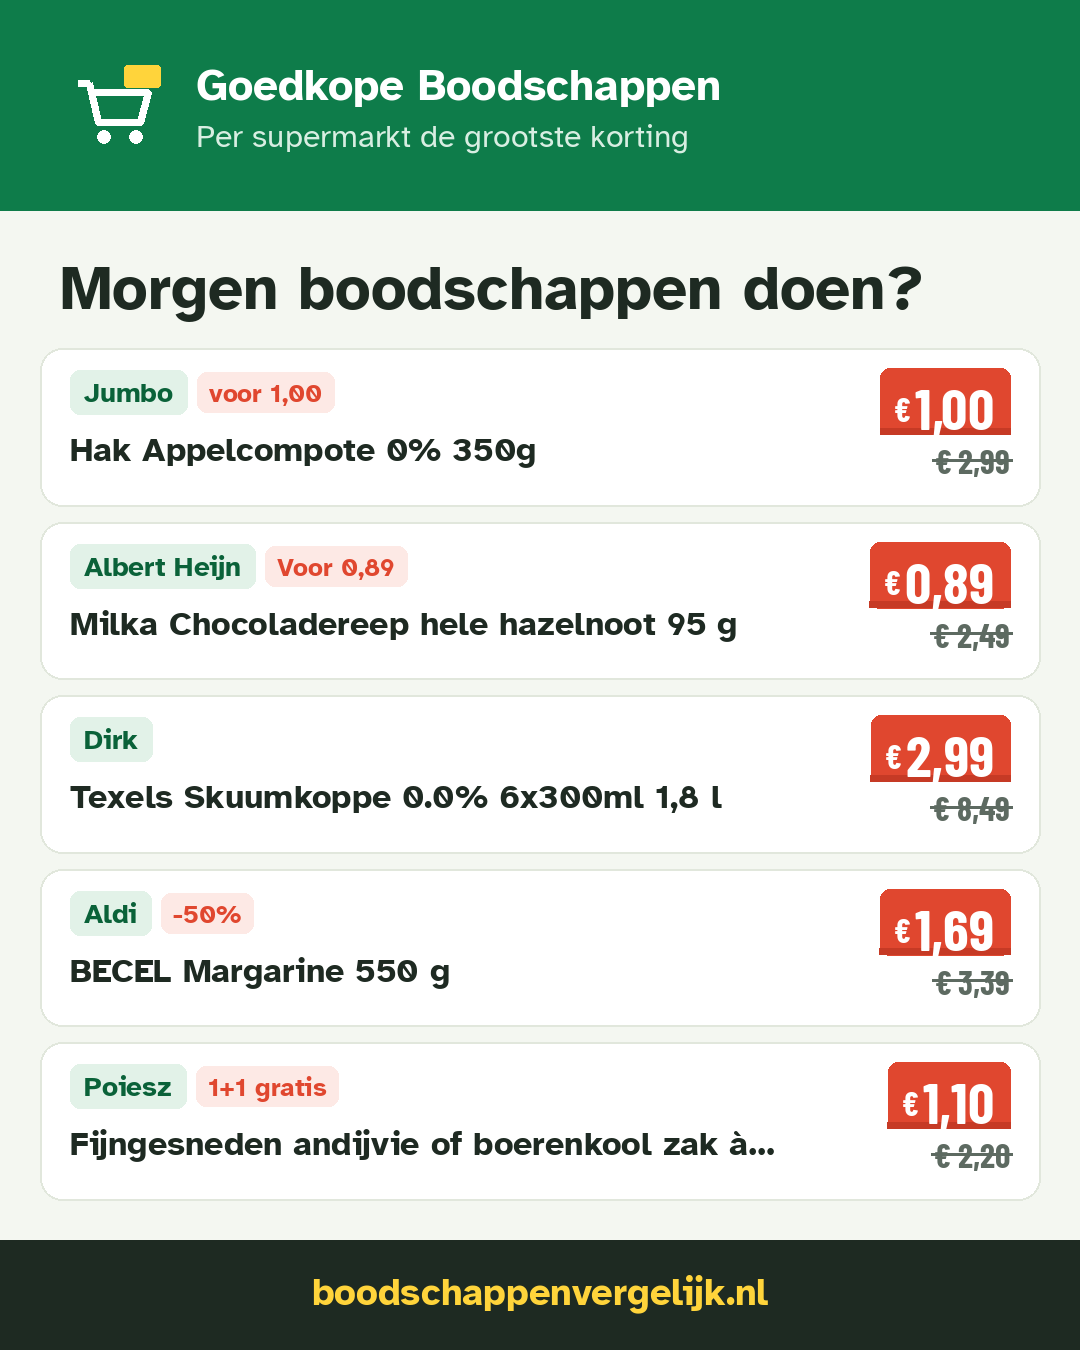 Goedkope Boodschappen
Per supermarkt de grootste korting
Morgen boodschappen doen?
Jumbo voor 1,00 € 1,00
Hak Appelcompote 0% 350g € 2,99
Albert Heijn Voor 0,89 € 0,89
Milka Chocoladereep hele hazelnoot 95 g € 2,49
Dirk € 2,99
Texels Skuumkoppe 0.0% 6x300ml 1,8 l € 8,49
Aldi -50% € 1,69
BECEL Margarine 550 g € 3,39
Poiesz 1+1 gratis € 1,10
Fijngesneden andijvie of boerenkool zak à... € 2,20
boodschappenvergelijk.nl